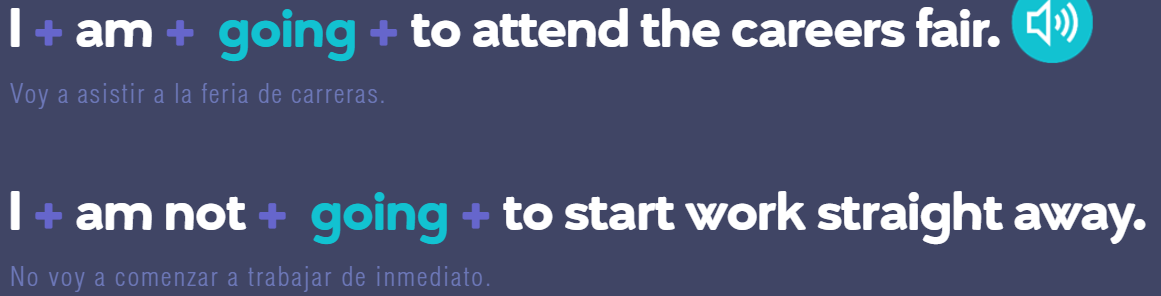 I + am + going + to attend the careers fair.
Voy a asistir a la feria de carreras.
I + am not + going + to start work straight away.
No voy a comenzar a trabajar de inmediato.